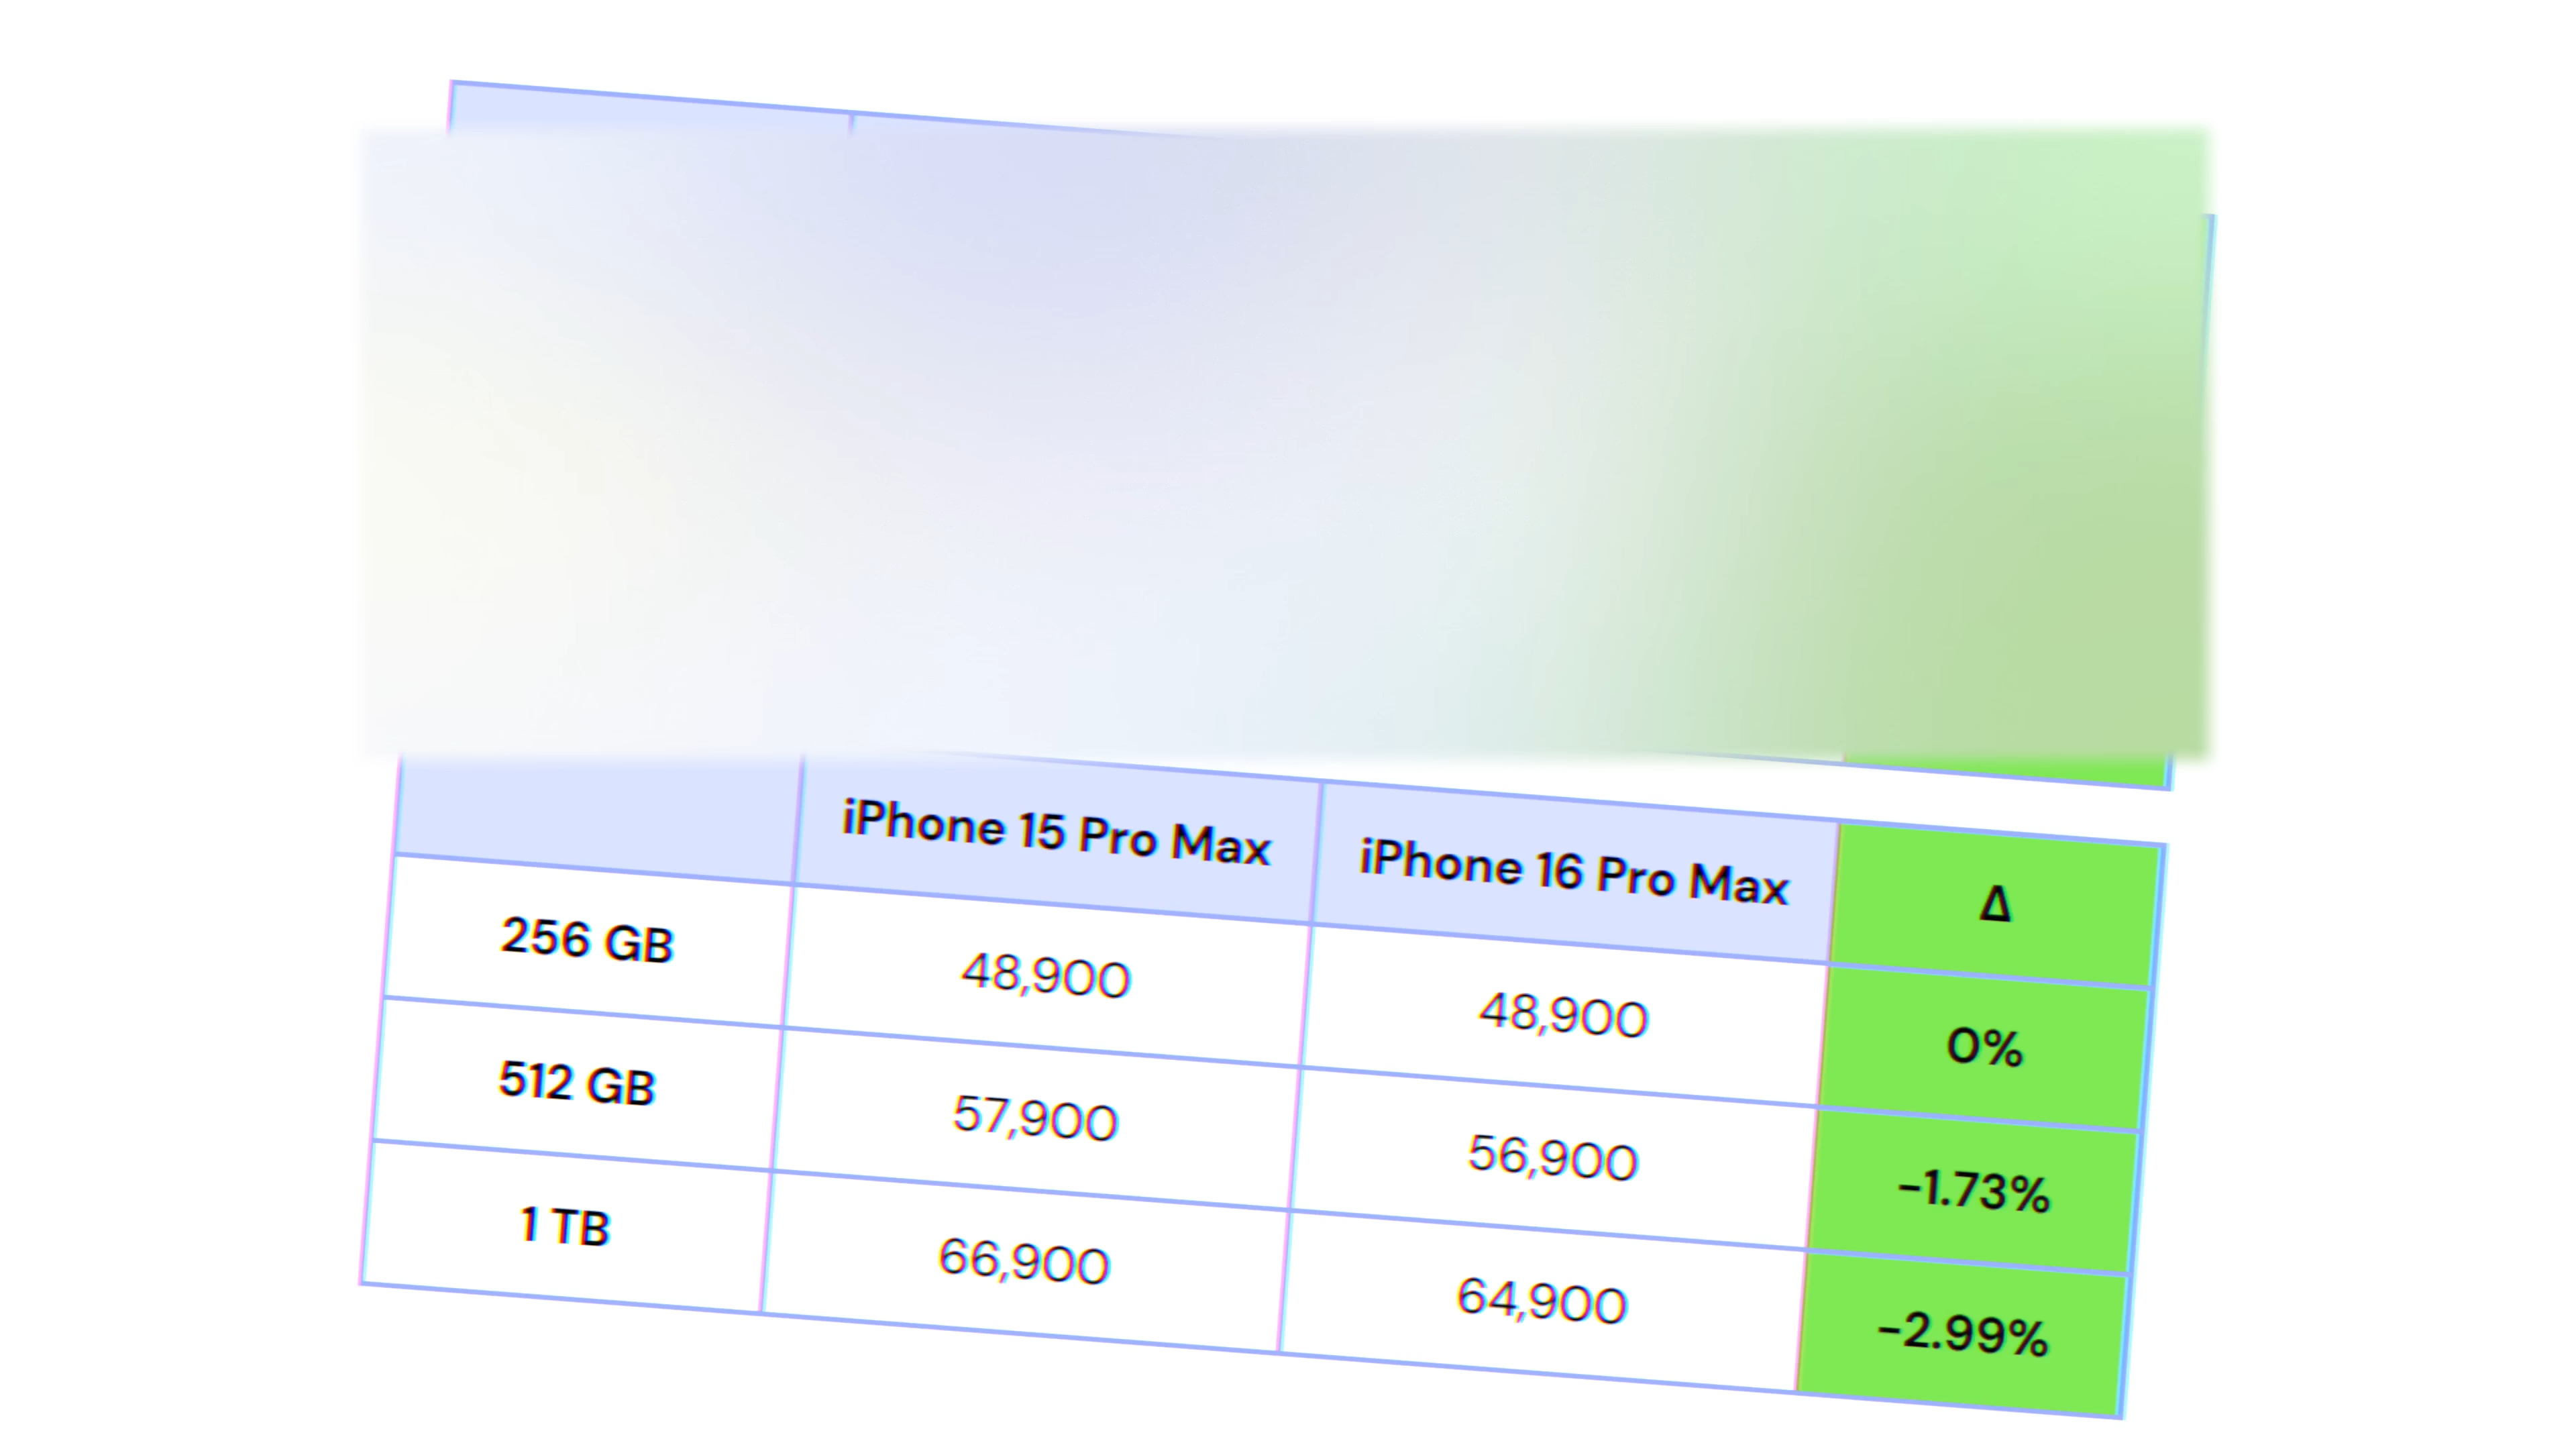 iPhone 15 Pro Max iPhone 16 Pro Max Δ
256 GB 48,900 48,900 0%
512 GB 57,900 56,900 -1.73%
1 TB 66,900 64,900 -2.99%